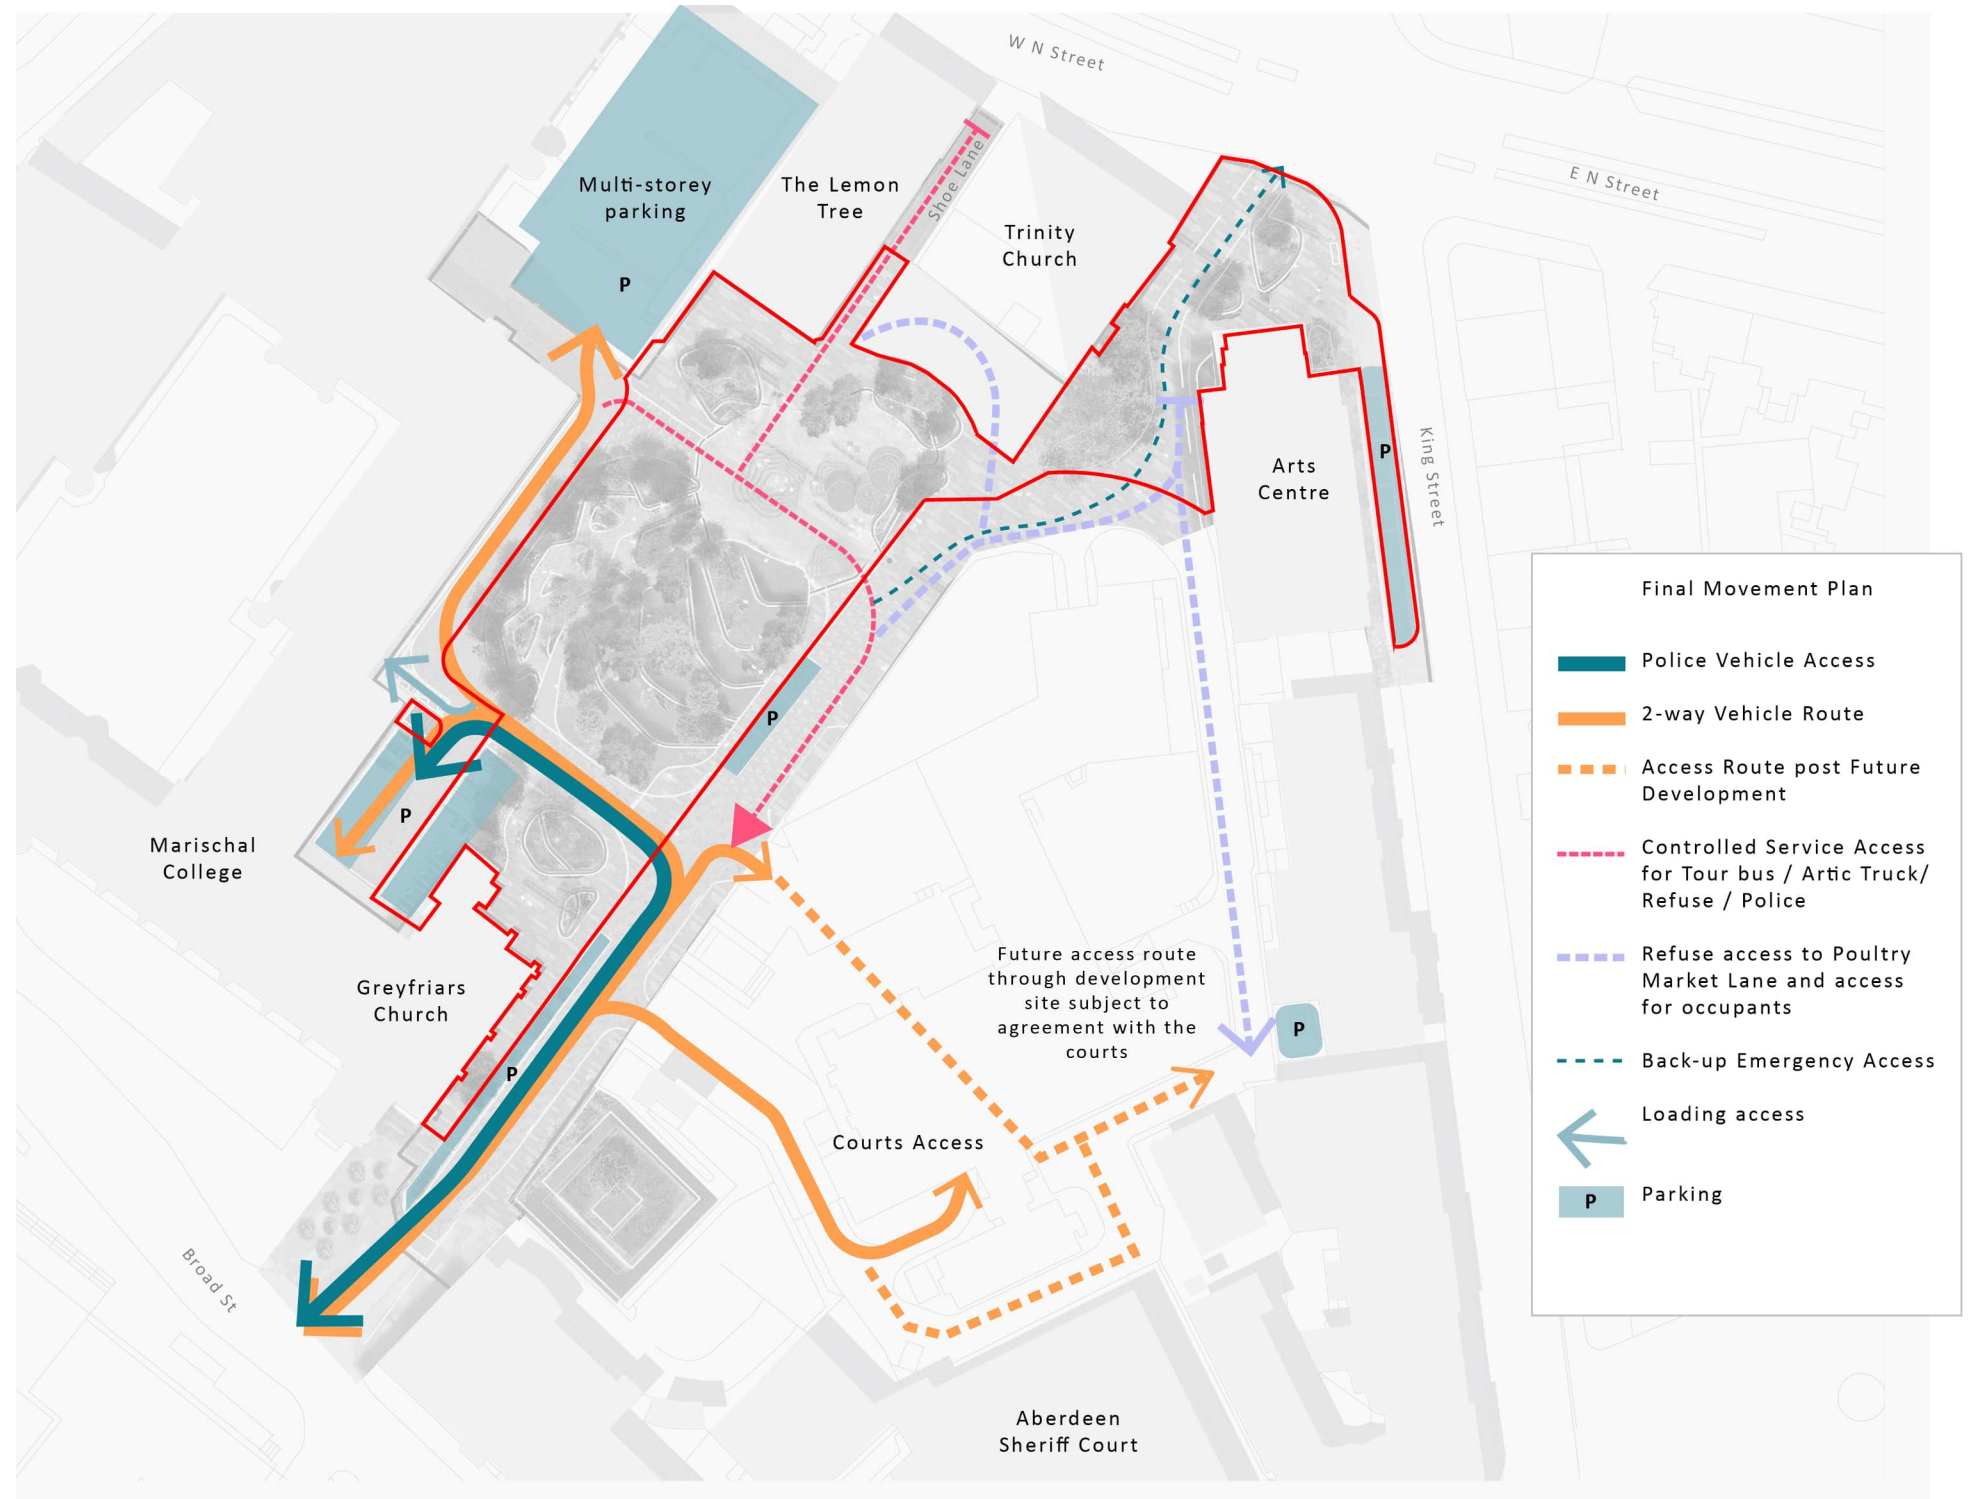 W N Street
E N Street
Multi-storey
parking
P
The Lemon
Tree
Shoe Lane
Trinity
Church
Arts
Centre
P
King Street
P
P
Marischal
College
Greyfriars
Church
P
Future access route
through development
site subject to
agreement with the
courts
P
Courts Access
Broad St
Aberdeen
Sheriff Court
Final Movement Plan
Police Vehicle Access
2-way Vehicle Route
Access Route post Future
Development
Controlled Service Access
for Tour bus / Artic Truck/
Refuse / Police
Refuse access to Poultry
Market Lane and access
for occupants
Back-up Emergency Access
Loading access
P Parking